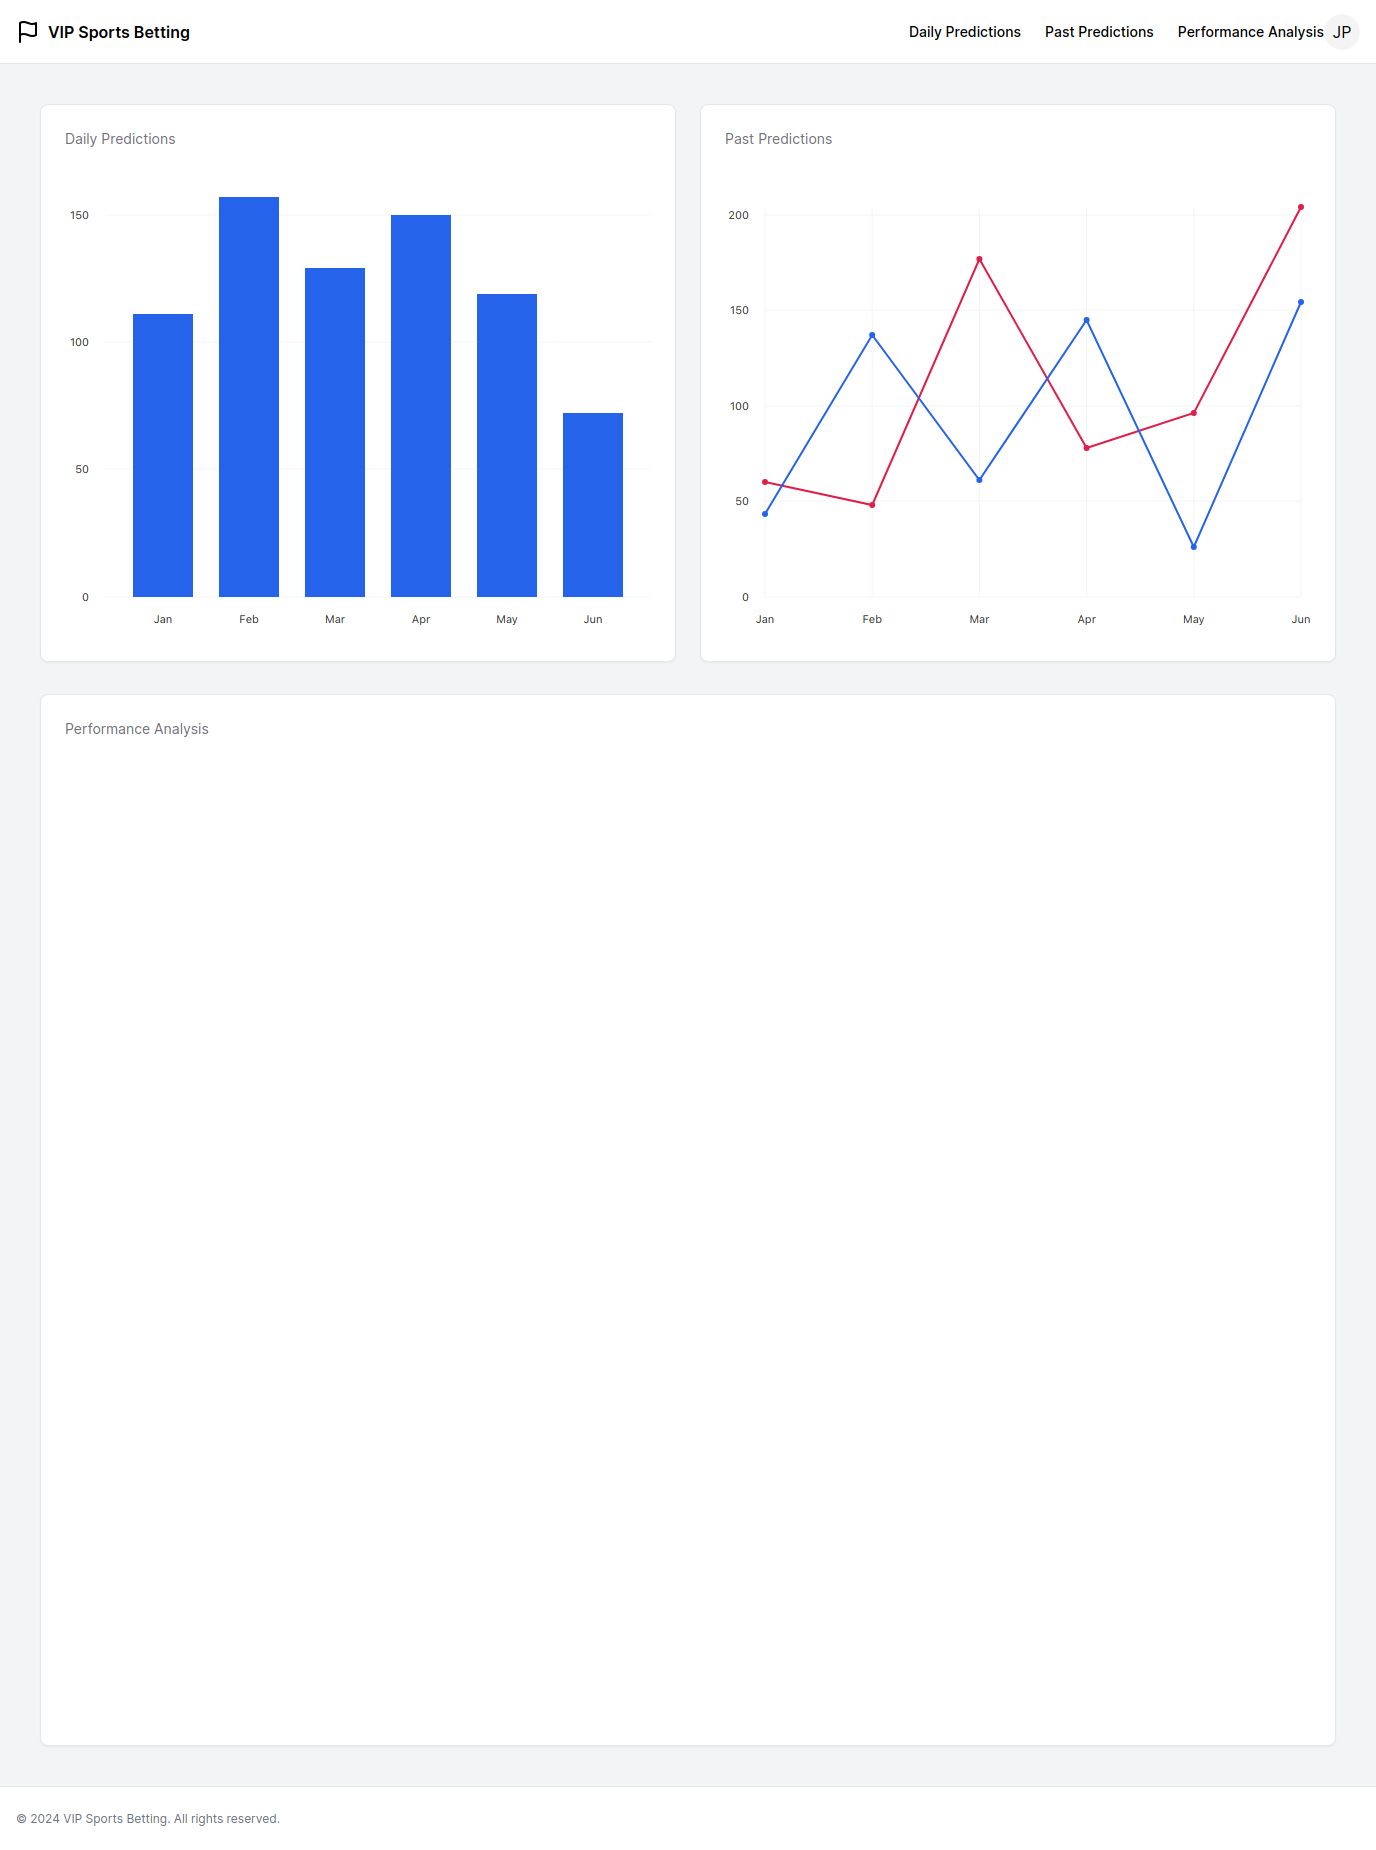 VIP Sports Betting
Daily Predictions
Past Predictions
Performance Analysis
JP
Daily Predictions
150
100
50
0
Jan
Feb
Mar
Apr
May
Jun
Past Predictions
200
150
100
50
0
Jan
Feb
Mar
Apr
May
Jun
Performance Analysis
© 2024 VIP Sports Betting. All rights reserved.